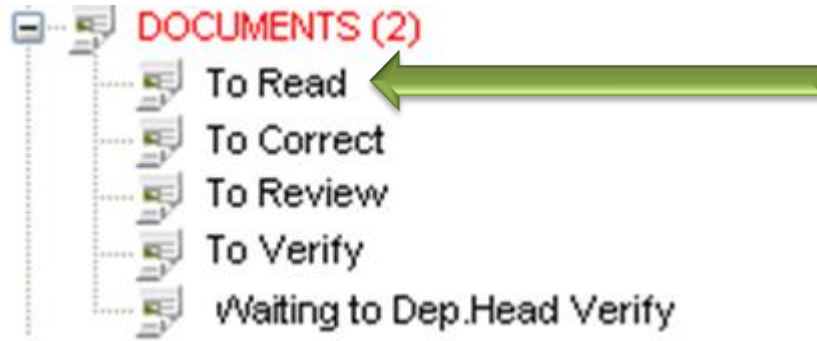 DOCUMENTS (2)
To Read
To Correct
To Review
To Verify
Waiting to Dep.Head Verify